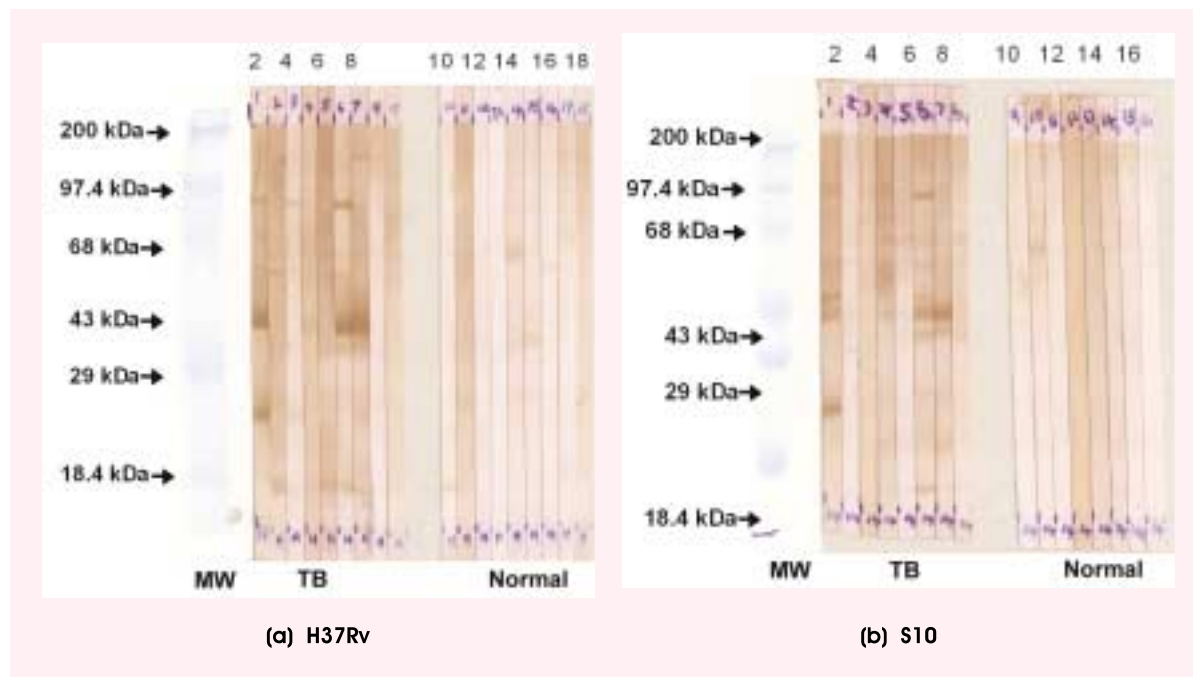 2 4 6 8 10 12 14 16 18
200 kDa
97.4 kDa
68 kDa
43 kDa
29 kDa
18.4 kDa
MW TB Normal
(a) H37Rv
2 4 6 8 10 12 14 16
200 kDa
97.4 kDa
68 kDa
43 kDa
29 kDa
18.4 kDa
MW TB Normal
(b) S10